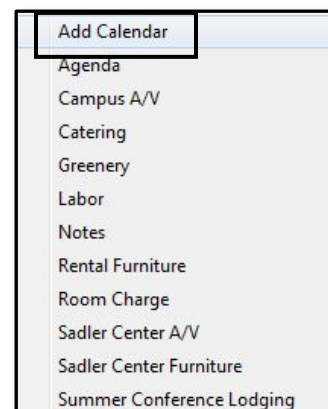 Add Calendar
Agenda
Campus A/V
Catering
Greenery
Labor
Notes
Rental Furniture
Room Charge
Sadler Center A/V
Sadler Center Furniture
Summer Conference Lodging